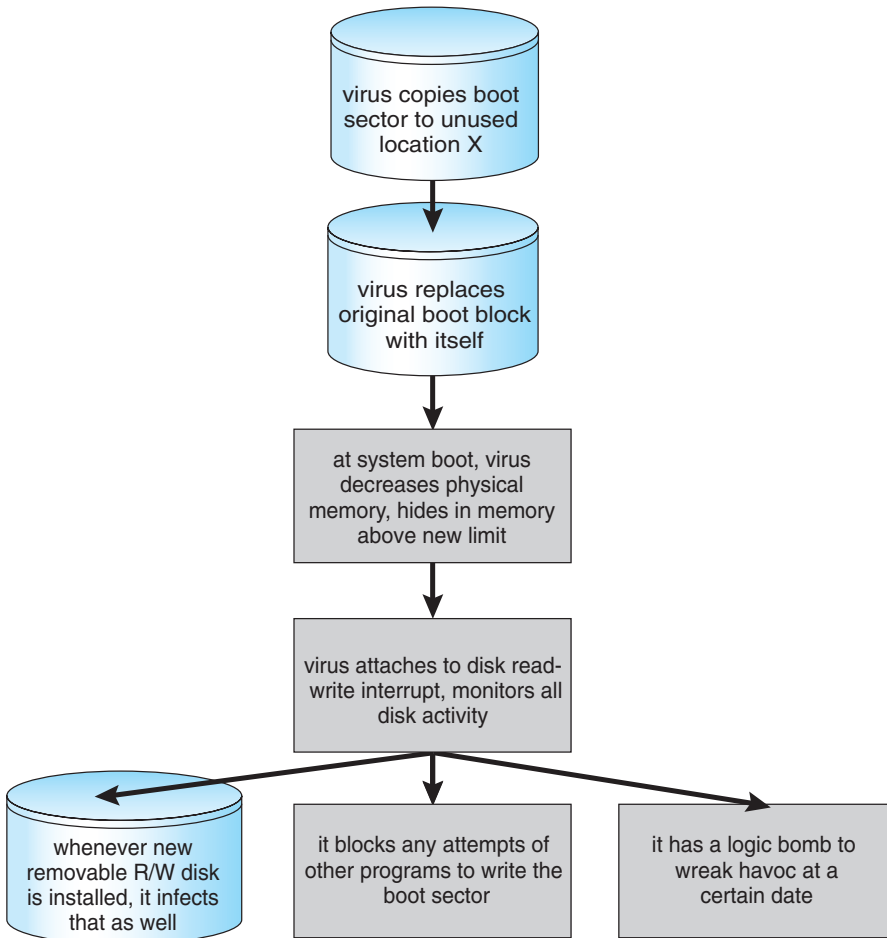 virus copies boot
sector to unused
location X
virus replaces
original boot block
with itself
at system boot, virus
decreases physical
memory, hides in memory
above new limit
virus attaches to disk read-
write interrupt, monitors all
disk activity
whenever new
removable R/W disk
is installed, it infects
that as well
it blocks any attempts of
other programs to write the
boot sector
it has a logic bomb to
wreak havoc at a
certain date